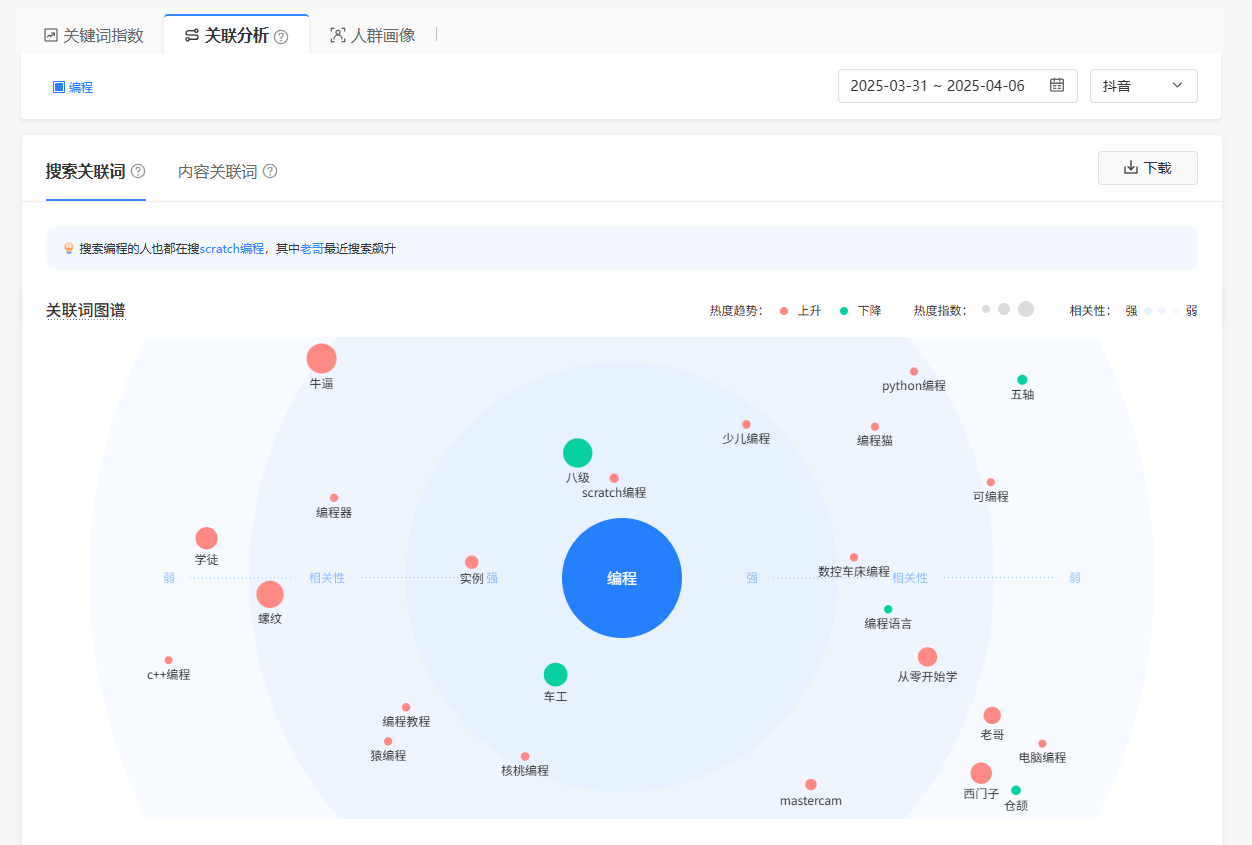 关键词指数 关联分析 ? 人群画像
编程 2025-03-31 ~ 2025-04-06 抖音
搜索关联词 ? 内容关联词 ? 下载
搜索编程的人也都在搜scratch编程，其中老哥最近搜索飙升
关联词图谱 热度趋势： 上升 下降 热度指数： 相关性： 强 弱
牛逼
python编程
五轴
少儿编程
编程猫
八级
scratch编程
可编程
编程器
学徒
弱 相关性 实例 强 编程 强 数控车床编程 相关性 弱
螺纹
编程语言
c++编程
从零开始学
车工
编程教程
老哥
猿编程
电脑编程
核桃编程
西门子
mastercam
仓颉